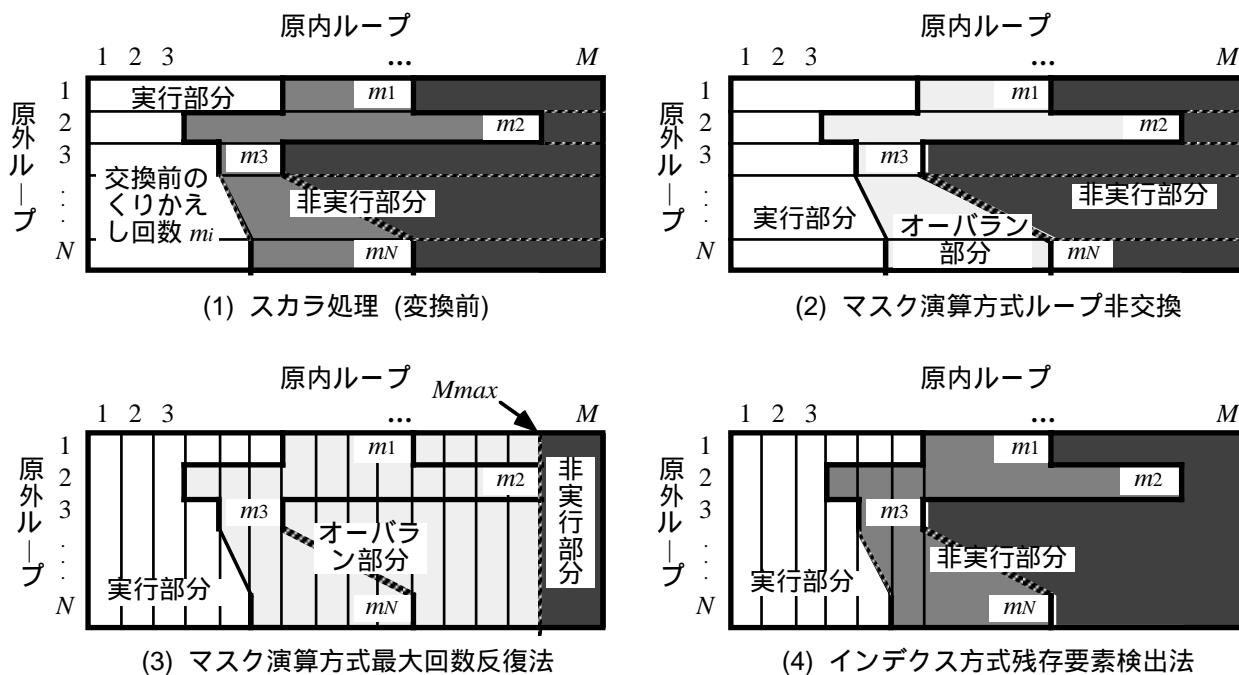 原内ループ
1 2 3 ... M
原外ループ
1
2
3
:
N
実行部分
m1
m2
m3
交換前の
くりかえ
し回数 mi
非実行部分
mN
(1) スカラ処理 (変換前)
原内ループ
1 2 3 ... M
原外ループ
1
2
3
:
N
m1
m2
m3
非実行部分
実行部分
オーバラン
部分
mN
(2) マスク演算方式ループ非交換
原内ループ
Mmax
1 2 3 ... M
原外ループ
1
2
3
:
N
m1
m2
m3
非実行部分
オーバラ
ン部分
実行部分
mN
(3) マスク演算方式最大回数反復法
原内ループ
1 2 3 ... M
原外ループ
1
2
3
:
N
m1
m2
m3
非実行部分
実行部分
mN
(4) インデクス方式残存要素検出法